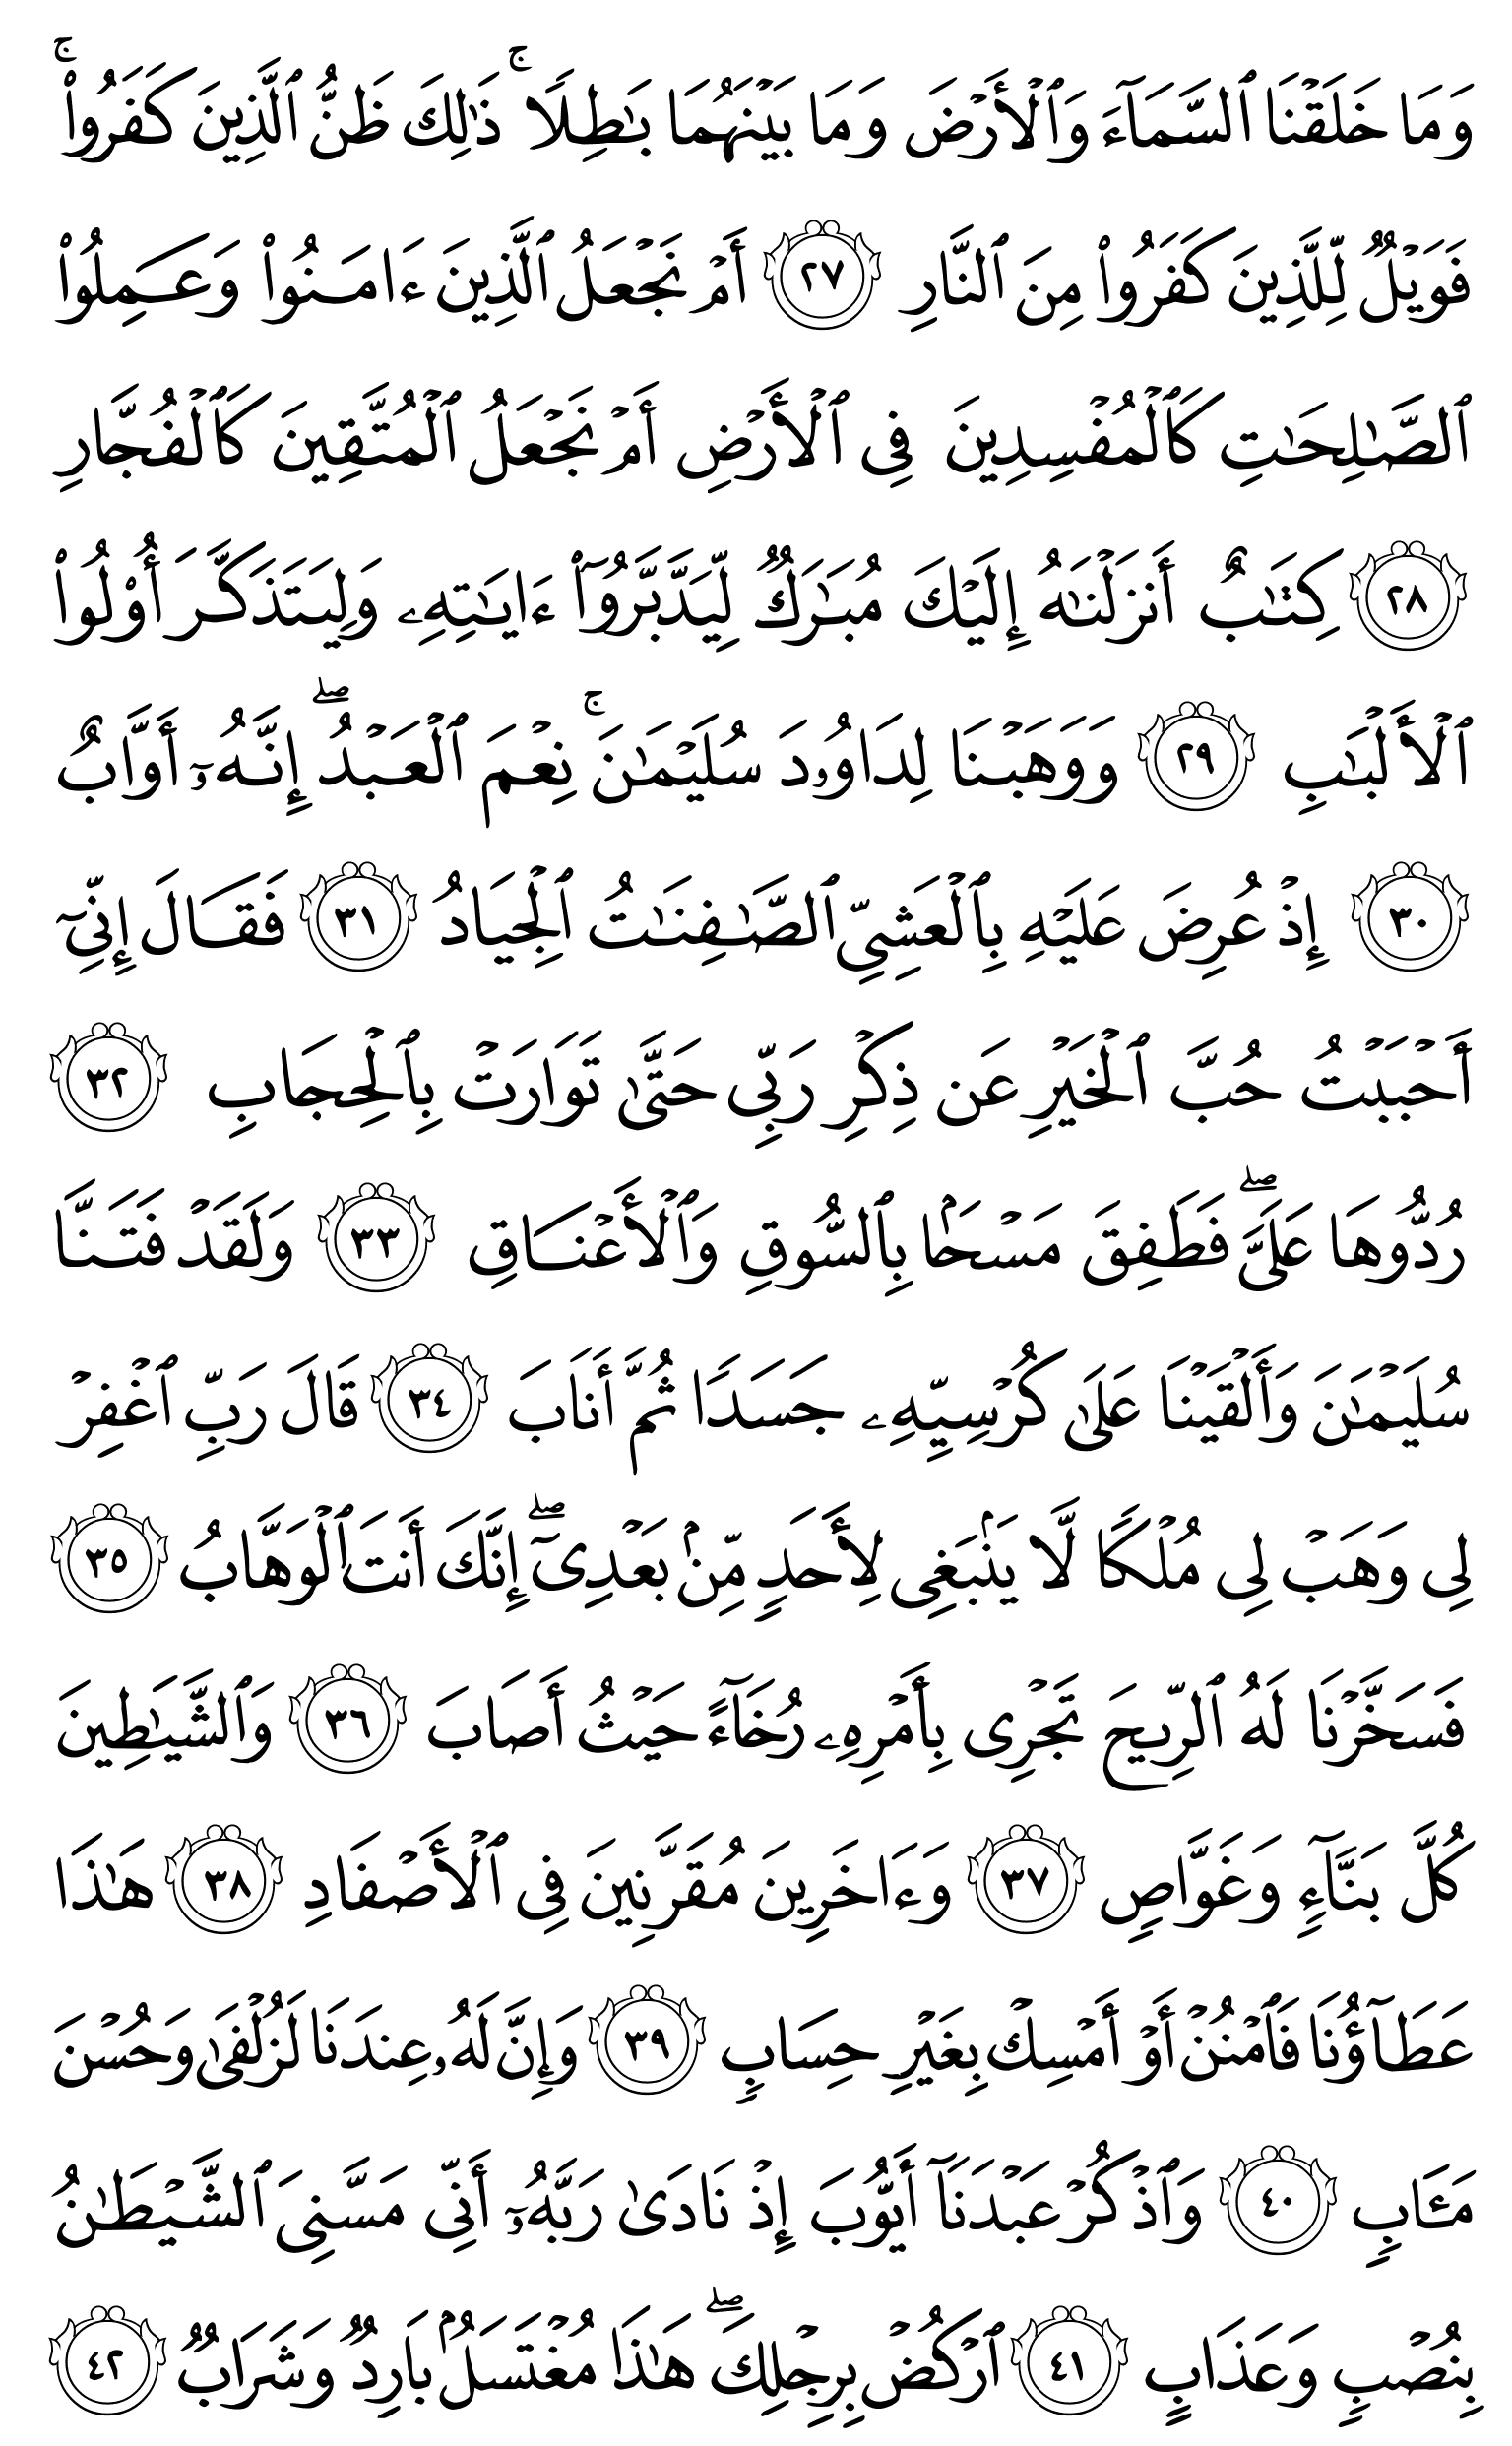 وَمَا خَلَقْنَا ٱلسَّمَآءَ وَٱلْأَرْضَ وَمَا بَيْنَهُمَا بَـٰطِلًا ۚ ذَٰلِكَ ظَنُّ ٱلَّذِينَ كَفَرُوا۟ ۚ
فَوَيْلٌ لِّلَّذِينَ كَفَرُوا۟ مِنَ ٱلنَّارِ ٢٧ أَمْ نَجْعَلُ ٱلَّذِينَ ءَامَنُوا۟ وَعَمِلُوا۟
ٱلصَّـٰلِحَـٰتِ كَٱلْمُفْسِدِينَ فِى ٱلْأَرْضِ أَمْ نَجْعَلُ ٱلْمُتَّقِينَ كَٱلْفُجَّارِ
٢٨ كِتَـٰبٌ أَنزَلْنَـٰهُ إِلَيْكَ مُبَـٰرَكٌ لِّيَدَّبَّرُوٓا۟ ءَايَـٰتِهِۦ وَلِيَتَذَكَّرَ أُو۟لُوا۟
ٱلْأَلْبَـٰبِ ٢٩ وَوَهَبْنَا لِدَاوُۥدَ سُلَيْمَـٰنَ ۚ نِعْمَ ٱلْعَبْدُ ۖ إِنَّهُۥٓ أَوَّابٌ
٣٠ إِذْ عُرِضَ عَلَيْهِ بِٱلْعَشِىِّ ٱلصَّـٰفِنَـٰتُ ٱلْجِيَادُ ٣١ فَقَالَ إِنِّىٓ
أَحْبَبْتُ حُبَّ ٱلْخَيْرِ عَن ذِكْرِ رَبِّى حَتَّىٰ تَوَارَتْ بِٱلْحِجَابِ ٣٢
رُدُّوهَا عَلَىَّ ۖ فَطَفِقَ مَسْحًۢا بِٱلسُّوقِ وَٱلْأَعْنَاقِ ٣٣ وَلَقَدْ فَتَنَّا
سُلَيْمَـٰنَ وَأَلْقَيْنَا عَلَىٰ كُرْسِيِّهِۦ جَسَدًا ثُمَّ أَنَابَ ٣٤ قَالَ رَبِّ ٱغْفِرْ
لِى وَهَبْ لِى مُلْكًا لَّا يَنۢبَغِى لِأَحَدٍ مِّنۢ بَعْدِىٓ ۖ إِنَّكَ أَنتَ ٱلْوَهَّابُ ٣٥
فَسَخَّرْنَا لَهُ ٱلرِّيحَ تَجْرِى بِأَمْرِهِۦ رُخَآءً حَيْثُ أَصَابَ ٣٦ وَٱلشَّيَـٰطِينَ
كُلَّ بَنَّآءٍ وَغَوَّاصٍ ٣٧ وَءَاخَرِينَ مُقَرَّنِينَ فِى ٱلْأَصْفَادِ ٣٨ هَـٰذَا
عَطَآؤُنَا فَٱمْنُنْ أَوْ أَمْسِكْ بِغَيْرِ حِسَابٍ ٣٩ وَإِنَّ لَهُۥ عِندَنَا لَزُلْفَىٰ وَحُسْنَ
مَـَٔابٍ ٤٠ وَٱذْكُرْ عَبْدَنَآ أَيُّوبَ إِذْ نَادَىٰ رَبَّهُۥٓ أَنِّى مَسَّنِىَ ٱلشَّيْطَـٰنُ
بِنُصْبٍ وَعَذَابٍ ٤١ ٱرْكُضْ بِرِجْلِكَ ۖ هَـٰذَا مُغْتَسَلٌۢ بَارِدٌ وَشَرَابٌ ٤٢